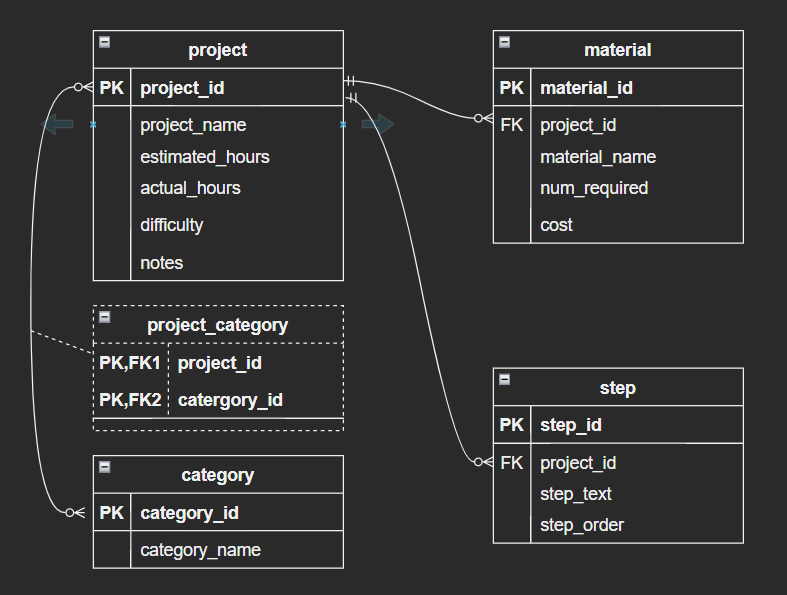 project
PK project_id
project_name
estimated_hours
actual_hours
difficulty
notes
material
PK material_id
FK project_id
material_name
num_required
cost
project_category
PK,FK1 project_id
PK,FK2 catergory_id
category
PK category_id
category_name
step
PK step_id
FK project_id
step_text
step_order